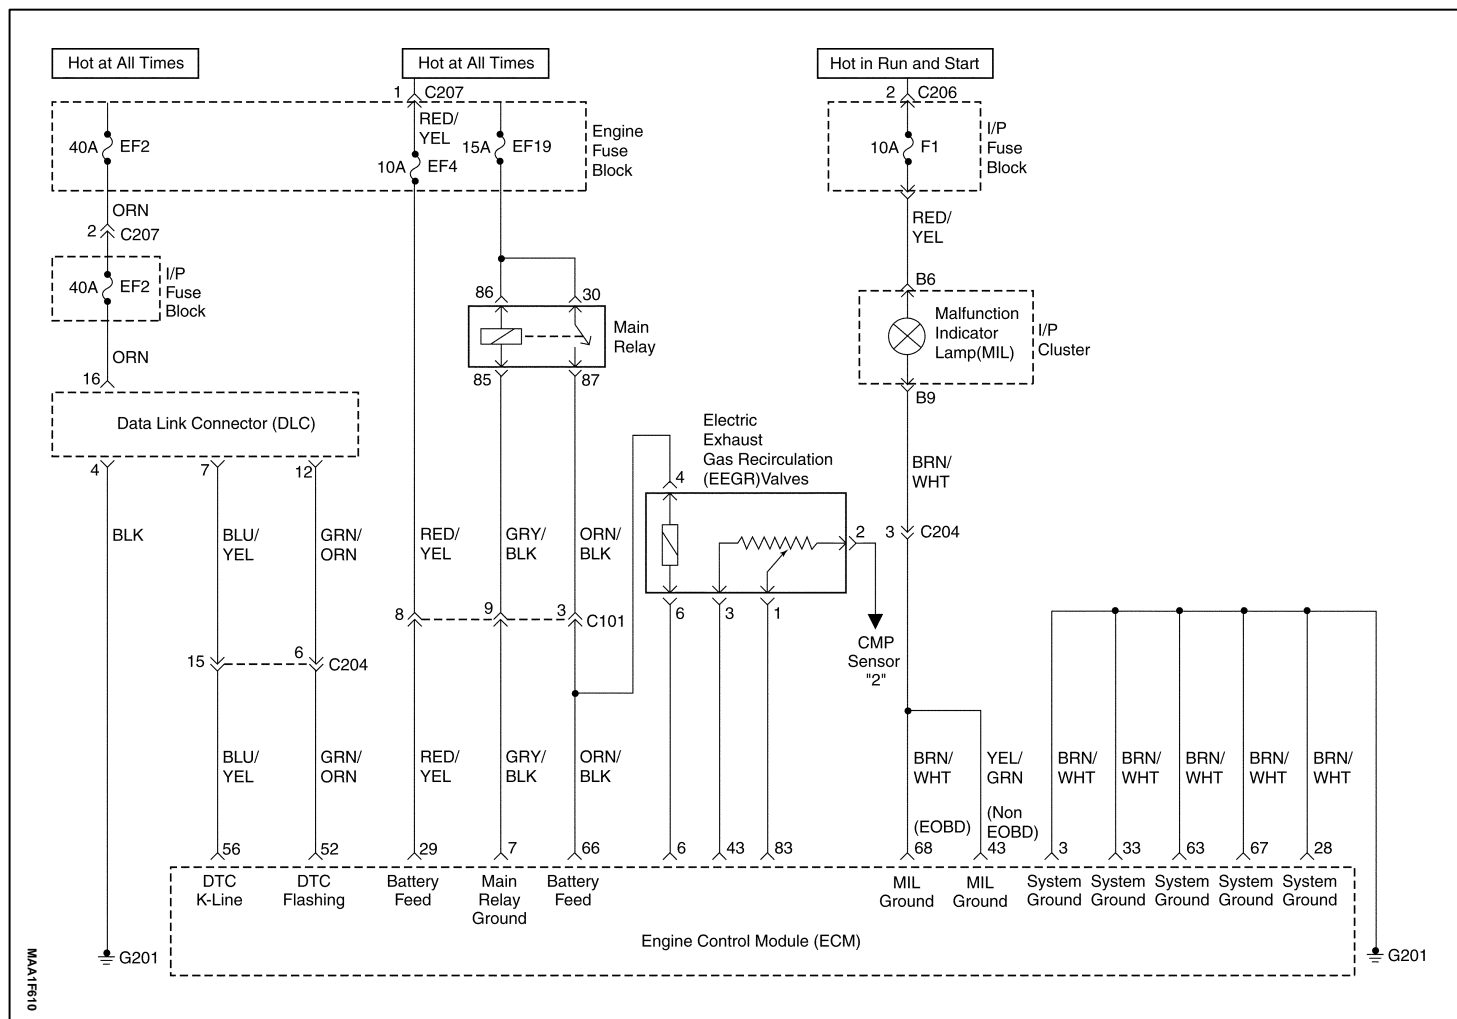 Hot at All Times
Hot at All Times
Hot in Run and Start
1 C207
2 C206
RED/
YEL
40A EF2
10A EF4
15A EF19
Engine
Fuse
Block
10A F1
I/P
Fuse
Block
ORN
2 C207
RED/
YEL
40A EF2
I/P
Fuse
Block
86
30
B6
Main
Relay
Malfunction
Indicator
Lamp(MIL)
I/P
Cluster
ORN
16
85
87
B9
Data Link Connector (DLC)
Electric
Exhaust
Gas Recirculation
(EEGR)Valves
4
7
12
4
BRN/
WHT
BLK
BLU/
YEL
GRN/
ORN
RED/
YEL
GRY/
BLK
ORN/
BLK
2
3 C204
8
9
3
C101
6
3
1
15
6
C204
CMP
Sensor
"2"
BLU/
YEL
GRN/
ORN
RED/
YEL
GRY/
BLK
ORN/
BLK
BRN/
WHT
YEL/
GRN
BRN/
WHT
BRN/
WHT
BRN/
WHT
BRN/
WHT
BRN/
WHT
(EOBD)
(Non
EOBD)
56
52
29
7
66
6
43
83
68
43
3
33
63
67
28
DTC
K-Line
DTC
Flashing
Battery
Feed
Main
Relay
Ground
Battery
Feed
MIL
Ground
MIL
Ground
System
Ground
System
Ground
System
Ground
System
Ground
System
Ground
Engine Control Module (ECM)
G201
G201
MAA1F610